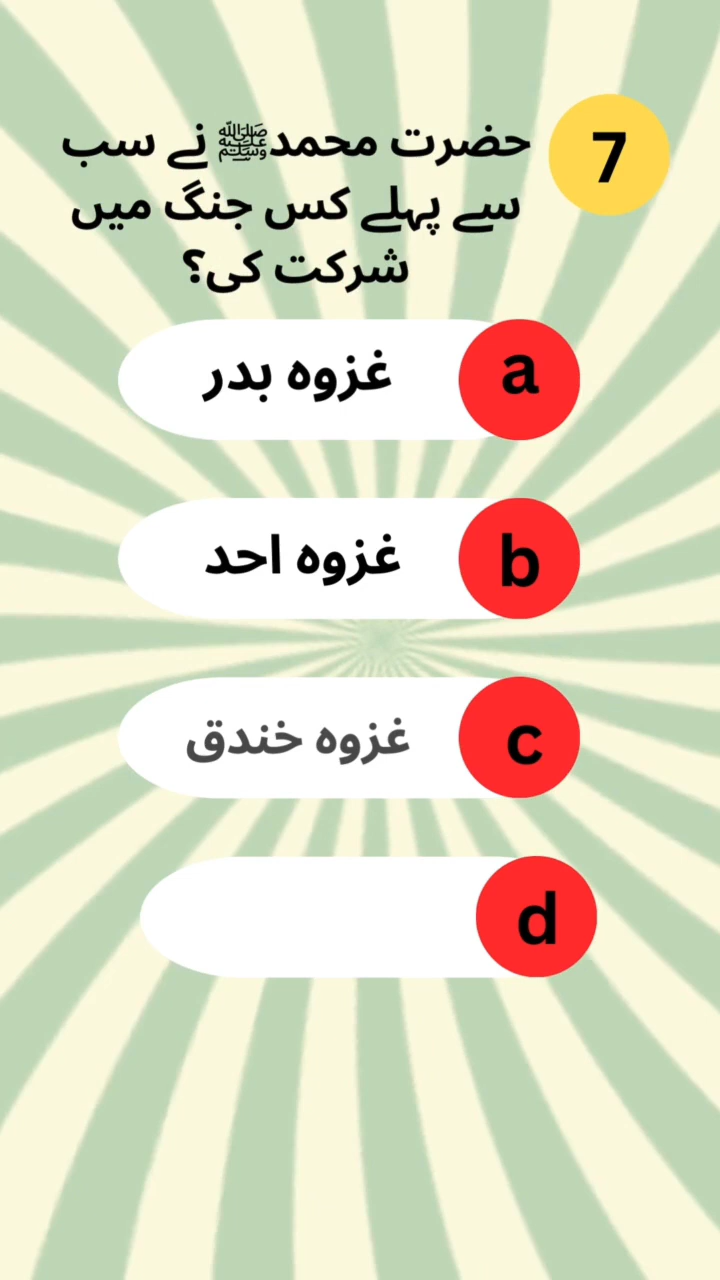 7
حضرت محمدﷺ نے سب
سے پہلے کس جنگ میں
شرکت کی؟
a
غزوہ بدر
b
غزوہ احد
c
غزوہ خندق
d